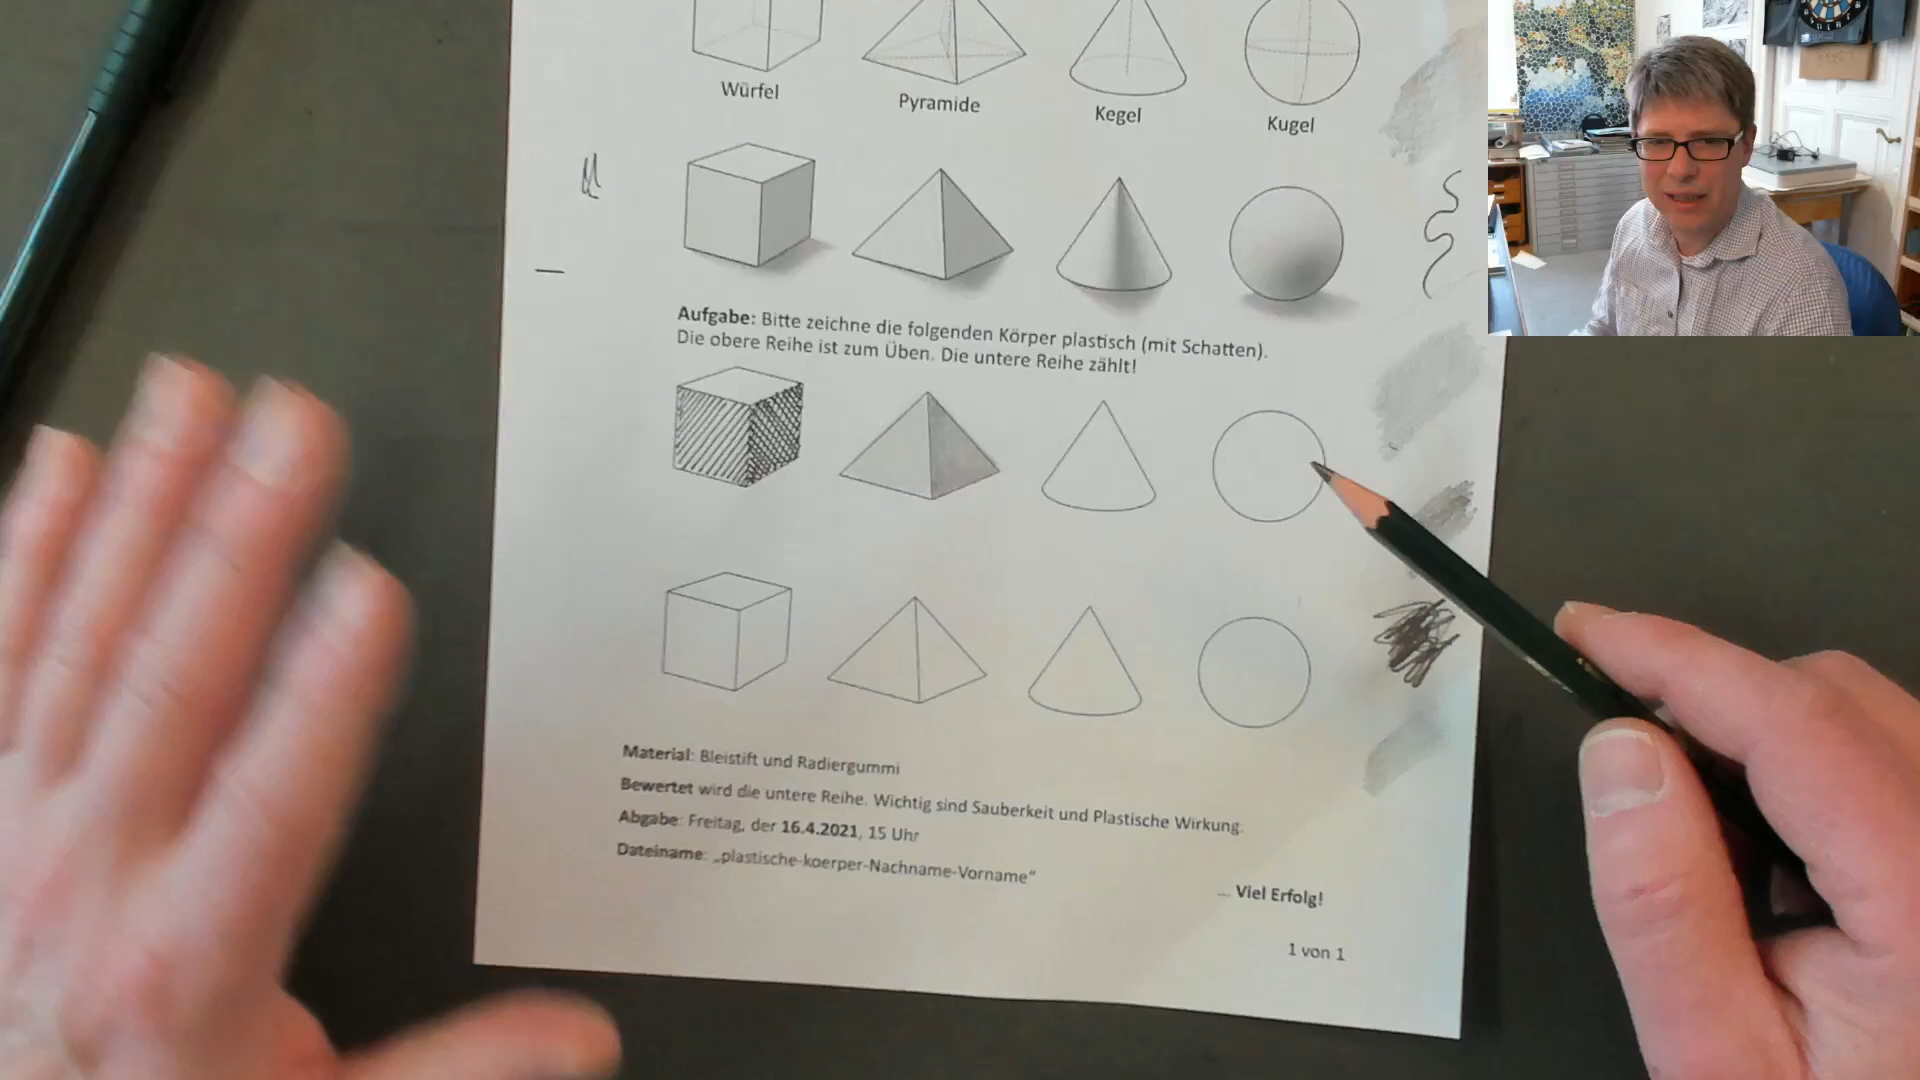 Würfel
Pyramide
Kegel
Kugel
Aufgabe: Bitte zeichne die folgenden Körper plastisch (mit Schatten).
Die obere Reihe ist zum Üben. Die untere Reihe zählt!
Material: Bleistift und Radiergummi
Bewertet wird die untere Reihe. Wichtig sind Sauberkeit und Plastische Wirkung.
Abgabe: Freitag, der 16.4.2021, 15 Uhr
Dateiname: „plastische-koerper-Nachname-Vorname“
... Viel Erfolg!
1 von 1